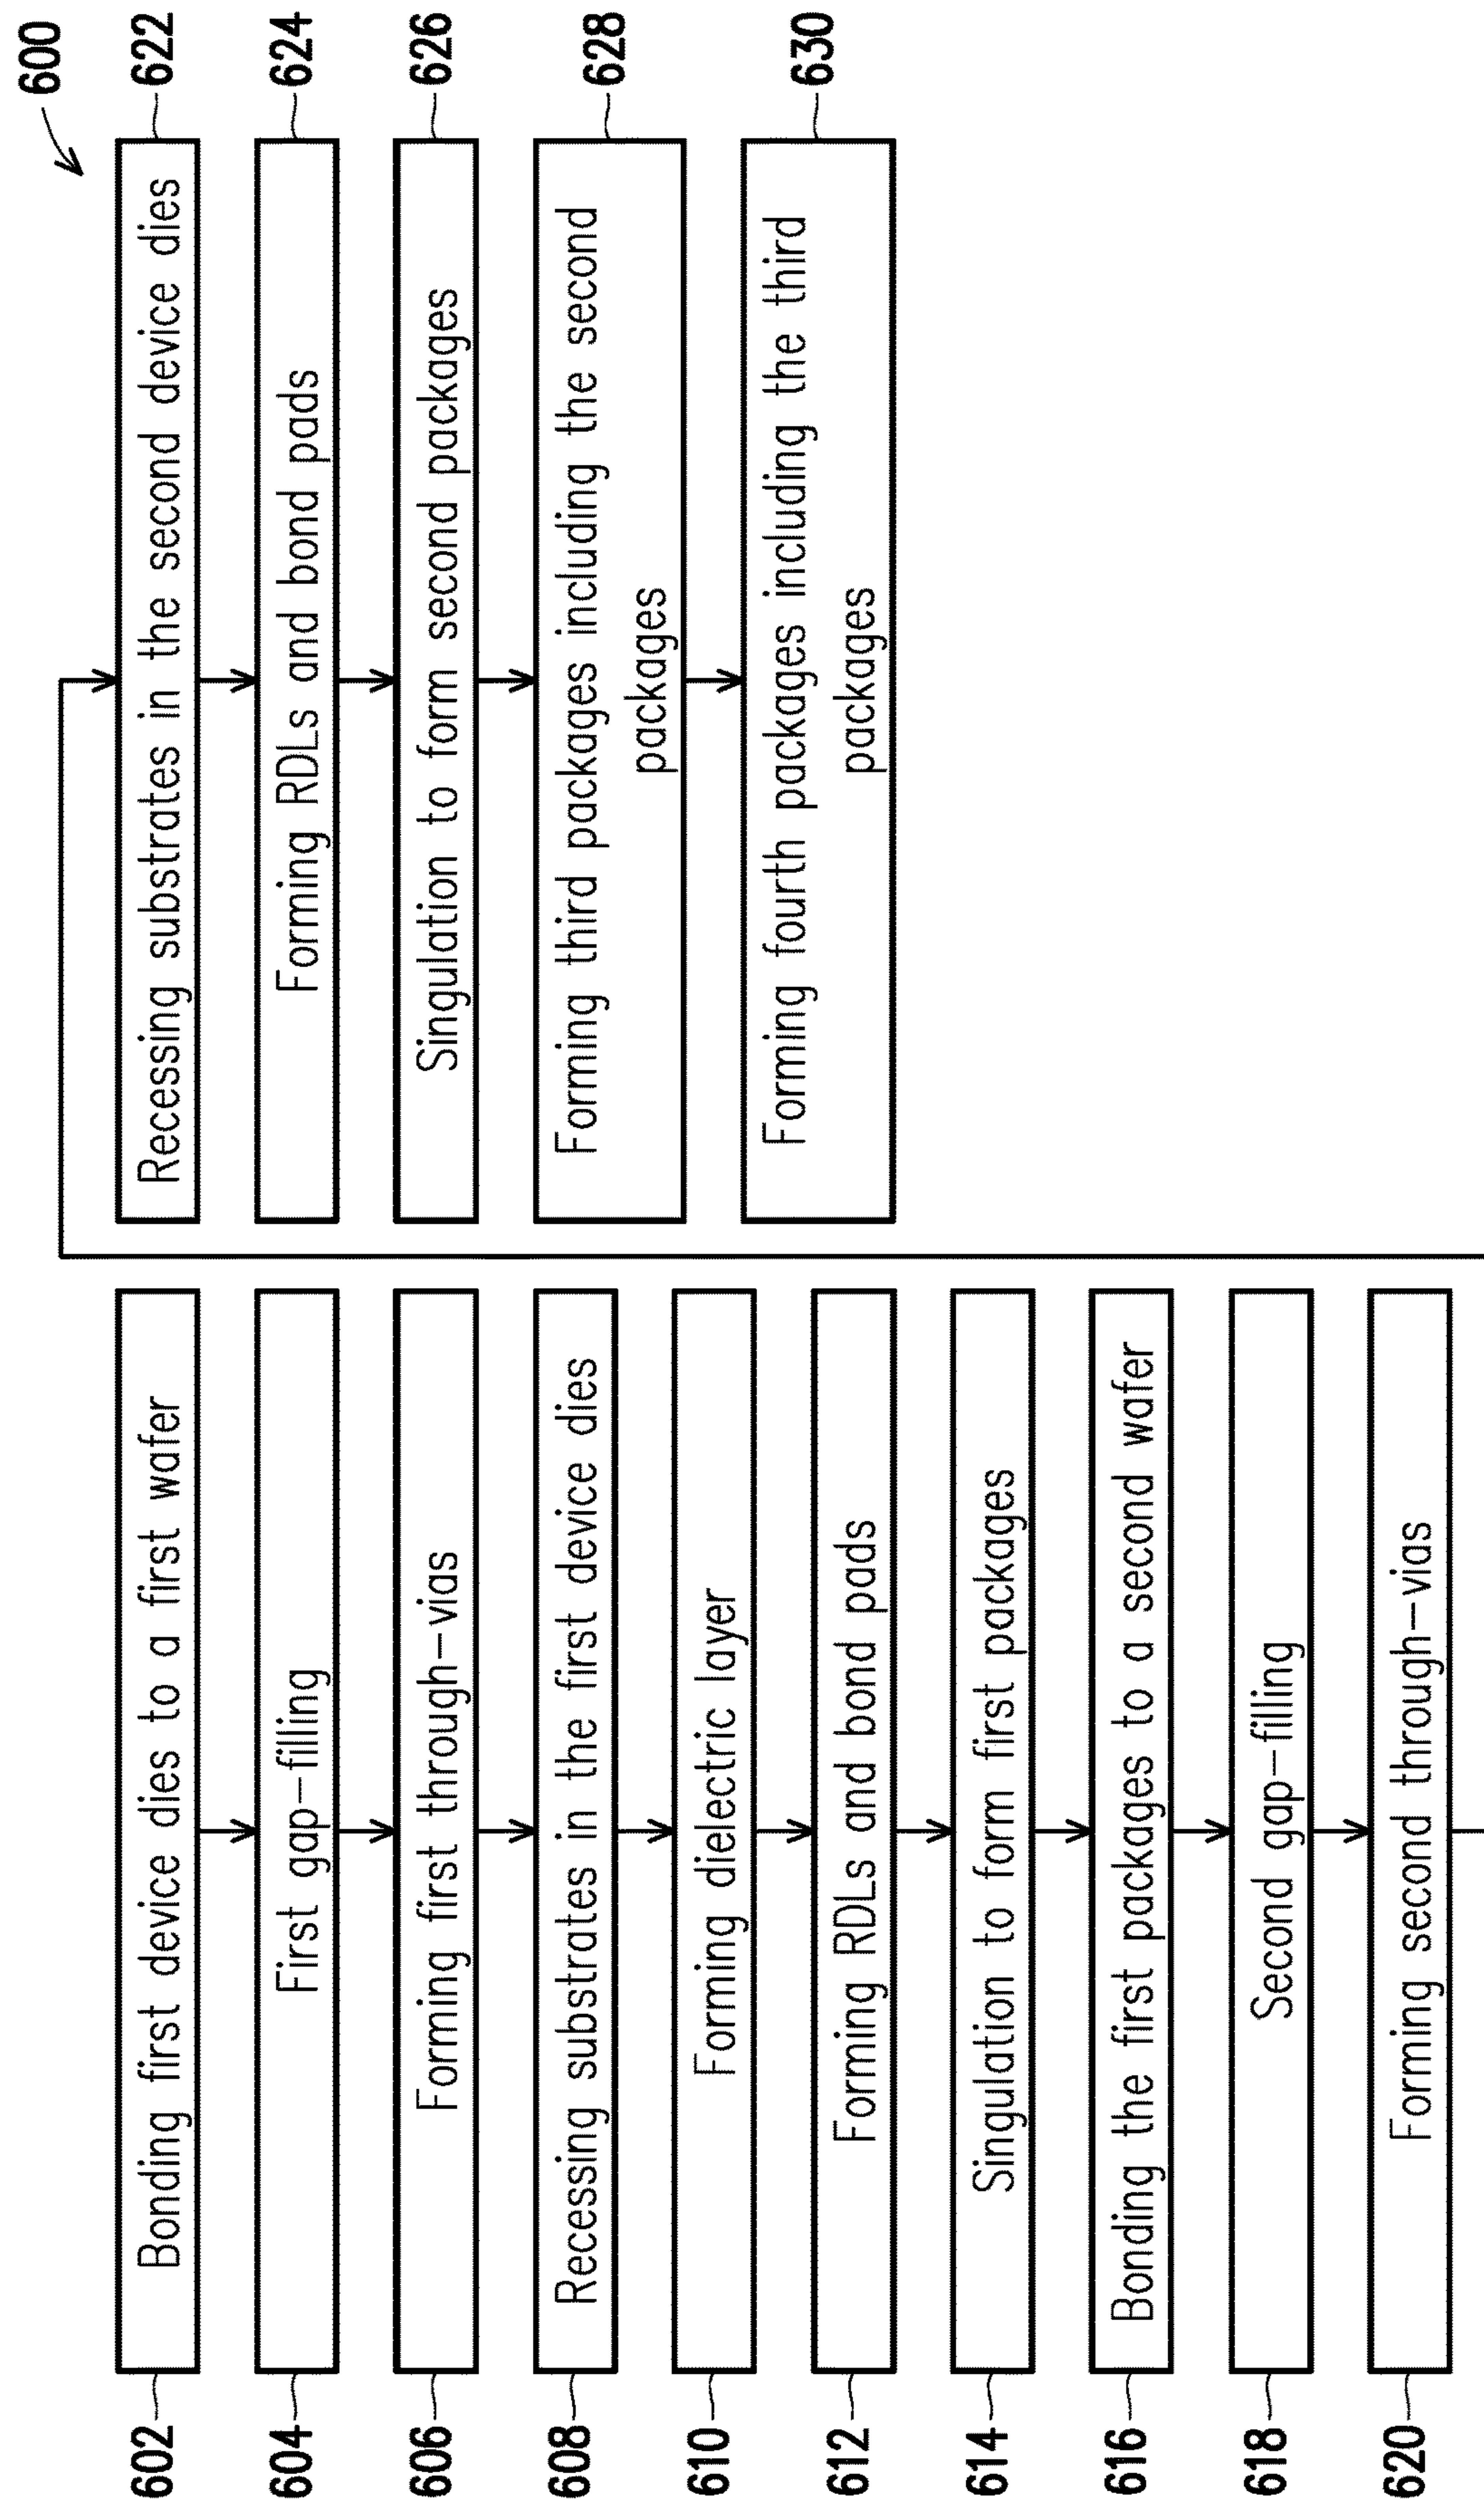 600
602
Bonding first device dies to a first wafer
604
First gap-filling
606
Forming first through-vias
608
Recessing substrates in the first device dies
610
Forming dielectric layer
612
Forming RDLs and bond pads
614
Singulation to form first packages
616
Bonding the first packages to a second wafer
618
Second gap-filling
620
Forming second through-vias
Recessing substrates in the second device dies
622
Forming RDLs and bond pads
624
Singulation to form second packages
626
Forming third packages including the second
packages
628
Forming fourth packages including the third
packages
630